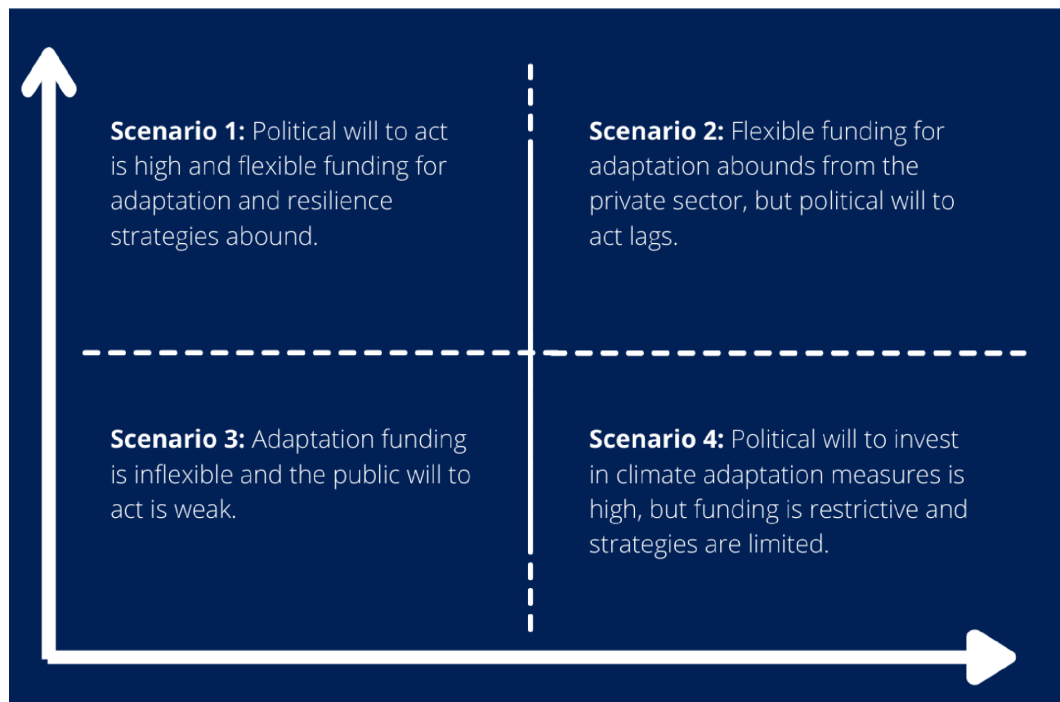 Scenario 1: Political will to act
is high and flexible funding for
adaptation and resilience
strategies abound.
Scenario 2: Flexible funding for
adaptation abounds from the
private sector, but political will to
act lags.
Scenario 3: Adaptation funding
is inflexible and the public will to
act is weak.
Scenario 4: Political will to invest
in climate adaptation measures is
high, but funding is restrictive and
strategies are limited.